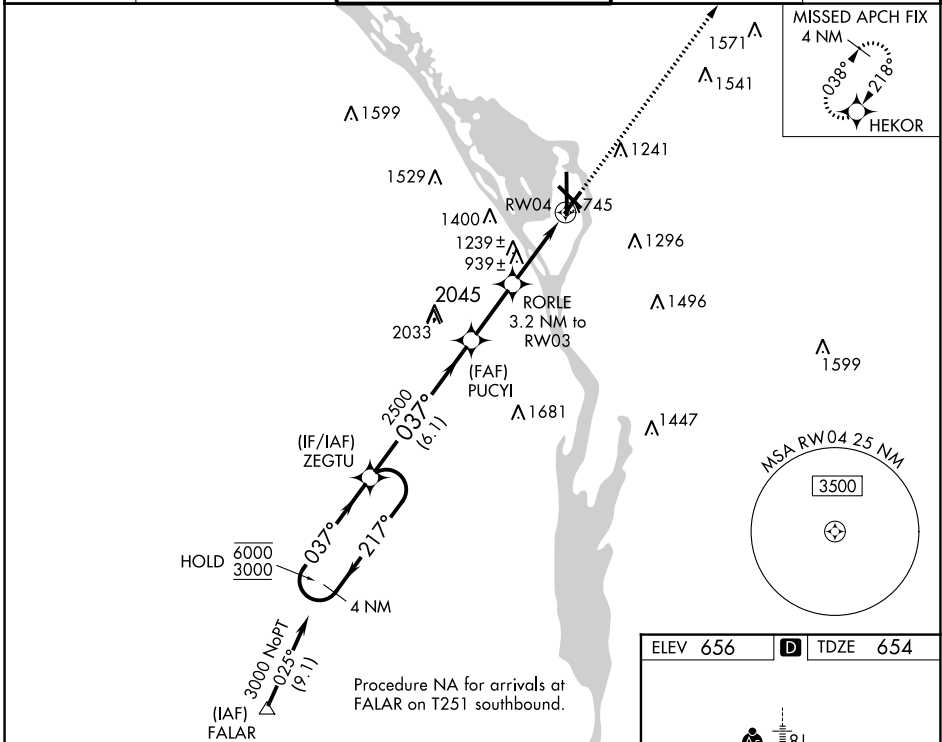 MISSED APCH FIX
4 NM
038°
218°
HEKOR
1571
1541
1599
1241
1529
RW04
745
1400
1239 ±
939 ±
1296
2045
RORLE
3.2 NM to
RW03
1496
2033
(FAF)
PUCYI
1599
2500
037°
(6.1)
1681
1447
(IF/IAF)
ZEGTU
MSA RW 04 25 NM
3500
037°
217°
HOLD
6000
3000
4 NM
3000 NoPT
025°
(9.1)
(IAF)
FALAR
Procedure NA for arrivals at
FALAR on T251 southbound.
ELEV 656 D TDZE 654